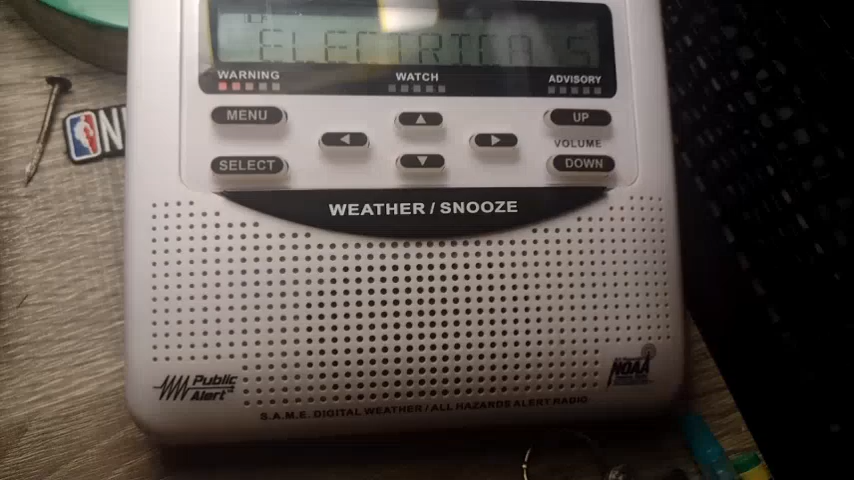 ELECTRICA S
WARNING
WATCH
ADVISORY
MENU
UP
VOLUME
SELECT
DOWN
WEATHER / SNOOZE
Public
Alert
NOAA
S.A.M.E. DIGITAL WEATHER / ALL HAZARDS ALERT RADIO